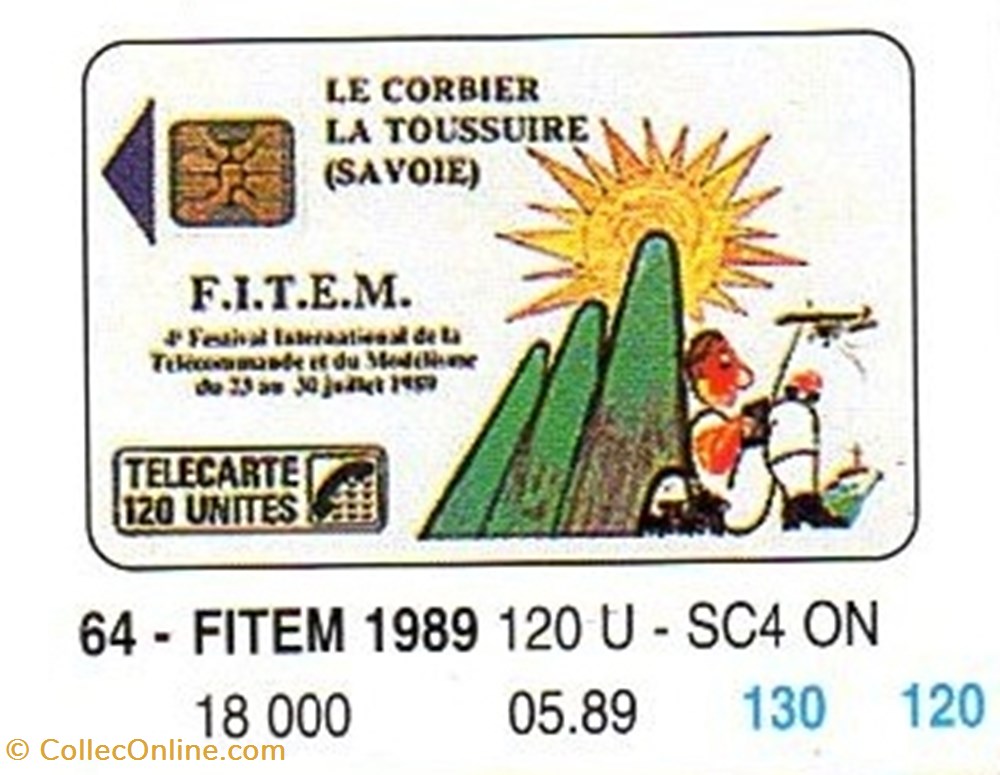 LE CORBIER
LA TOUSSUIRE
(SAVOIE)
F.I.T.E.M.
4e Festival International de la
Télécommande et du Modélisme
du 23 au 30 juillet 1989
TELECARTE
120 UNITES
64 - FITEM 1989 120 U - SC4 ON
18 000 05.89 130 120
© CollecOnline.com